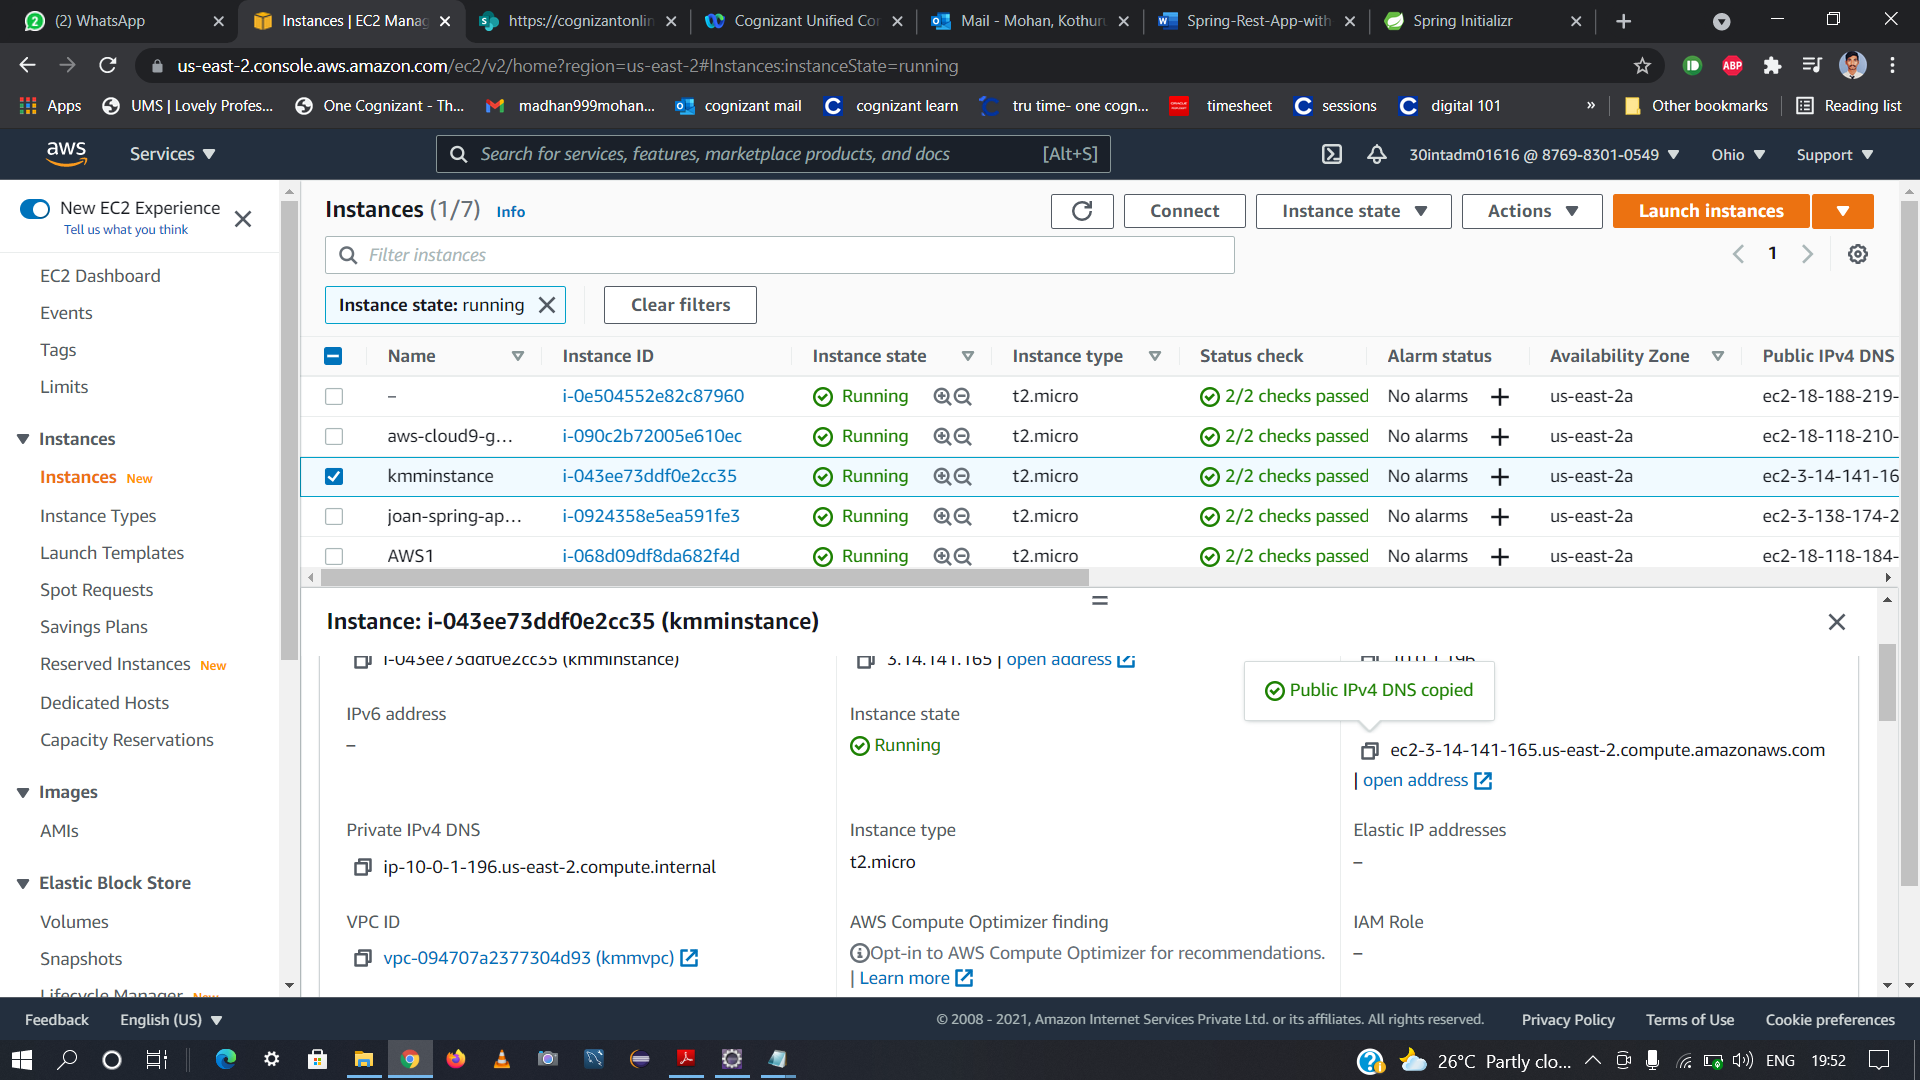 (2) WhatsApp
Instances | EC2 Manag
https://cognizantonlin
Cognizant Unified Co
Mail - Mohan, Kothuru
Spring-Rest-App-with
Spring Initializr
us-east-2.console.aws.amazon.com/ec2/v2/home?region=us-east-2#Instances:instanceState=running
ABP
Apps
UMS | Lovely Profes...
One Cognizant - Th...
madhan999mohan...
cognizant mail
cognizant learn
tru time- one cogn...
timesheet
sessions
digital 101
»
Other bookmarks
Reading list
aws
Services
Search for services, features, marketplace products, and docs
[Alt+S]
30intadm01616 @ 8769-8301-0549
Ohio
Support
New EC2 Experience
Tell us what you think
EC2 Dashboard
Events
Tags
Limits
Instances
Instances New
Instance Types
Launch Templates
Spot Requests
Savings Plans
Reserved Instances New
Dedicated Hosts
Capacity Reservations
Images
AMIs
Elastic Block Store
Volumes
Snapshots
Lifecycle Manager New
Instances (1/7) Info
Connect
Instance state
Actions
Launch instances
Filter instances
1
Instance state: running
Clear filters
Name Instance ID Instance state Instance type Status check Alarm status Availability Zone Public IPv4 DNS
– i-0e504552e82c87960 Running t2.micro 2/2 checks passed No alarms + us-east-2a ec2-18-188-219-
aws-cloud9-g... i-090c2b72005e610ec Running t2.micro 2/2 checks passed No alarms + us-east-2a ec2-18-118-210-
kmminstance i-043ee73ddf0e2cc35 Running t2.micro 2/2 checks passed No alarms + us-east-2a ec2-3-14-141-16
joan-spring-ap... i-0924358e5ea591fe3 Running t2.micro 2/2 checks passed No alarms + us-east-2a ec2-3-138-174-2
AWS1 i-068d09df8da682f4d Running t2.micro 2/2 checks passed No alarms + us-east-2a ec2-18-118-184-
Instance: i-043ee73ddf0e2cc35 (kmminstance)
i-043ee73ddf0e2cc35 (kmminstance)
3.14.141.165 | open address
10.0.1.196
Public IPv4 DNS copied
IPv6 address
–
Instance state
Running
ec2-3-14-141-165.us-east-2.compute.amazonaws.com
| open address
Private IPv4 DNS
ip-10-0-1-196.us-east-2.compute.internal
Instance type
t2.micro
Elastic IP addresses
–
VPC ID
vpc-094707a2377304d93 (kmmvpc)
AWS Compute Optimizer finding
Opt-in to AWS Compute Optimizer for recommendations.
| Learn more
IAM Role
–
Feedback
English (US)
© 2008 - 2021, Amazon Internet Services Private Ltd. or its affiliates. All rights reserved.
Privacy Policy
Terms of Use
Cookie preferences
26°C Partly clo...
ENG
19:52